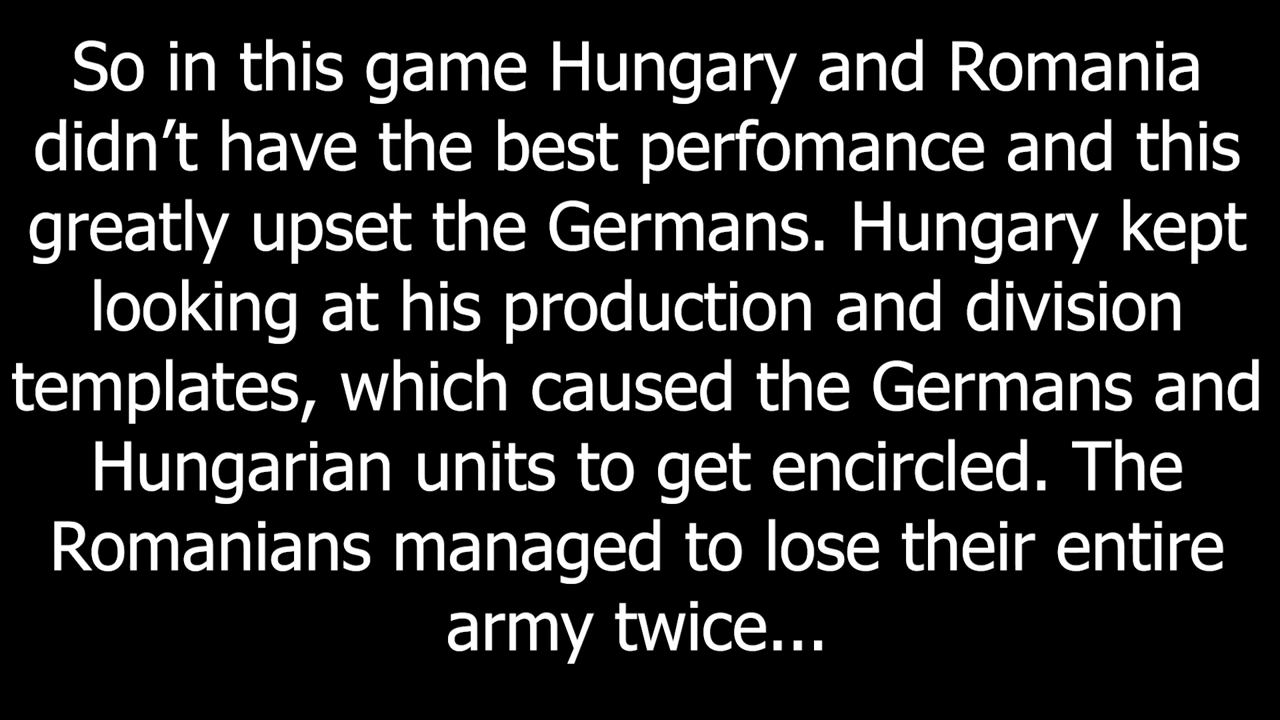 So in this game Hungary and Romania
didn’t have the best perfomance and this
greatly upset the Germans. Hungary kept
looking at his production and division
templates, which caused the Germans and
Hungarian units to get encircled. The
Romanians managed to lose their entire
army twice...